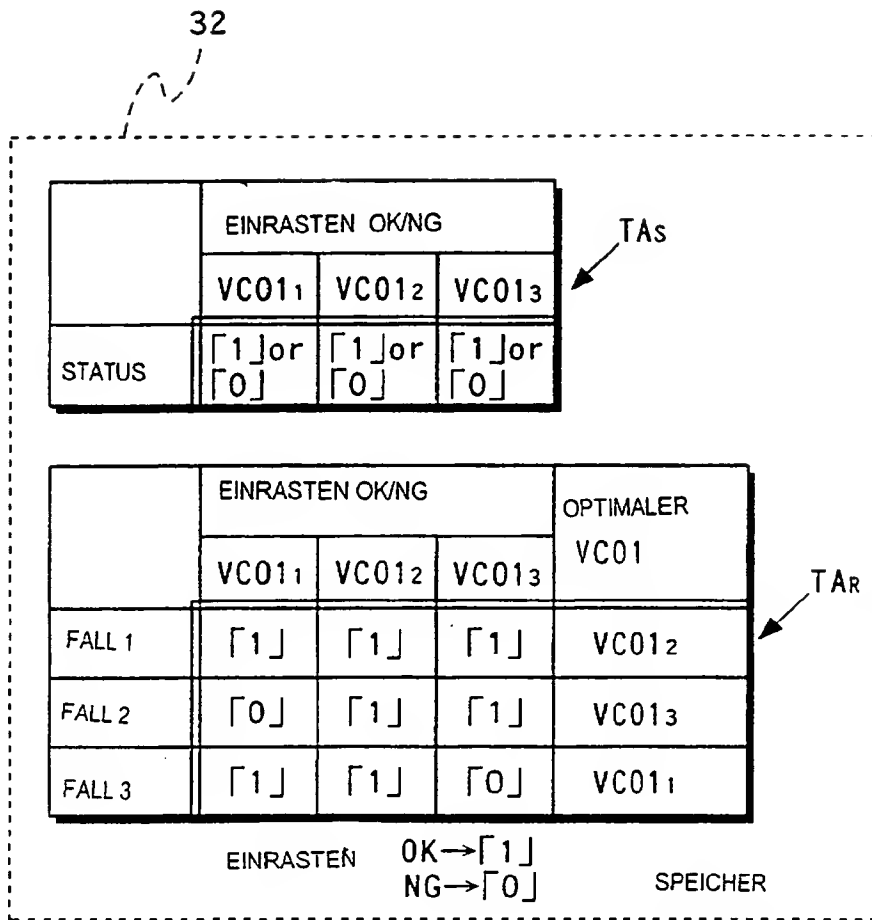 32
EINRASTEN OK/NG
VCO1₁ VCO1₂ VCO1₃
TAS
STATUS 「1」or 「0」 「1」or 「0」 「1」or 「0」
EINRASTEN OK/NG OPTIMALER VCO1
VCO1₁ VCO1₂ VCO1₃
TAR
FALL 1 「1」 「1」 「1」 VCO1₂
FALL 2 「0」 「1」 「1」 VCO1₃
FALL 3 「1」 「1」 「0」 VCO1₁
EINRASTEN OK→「1」
NG→「0」
SPEICHER